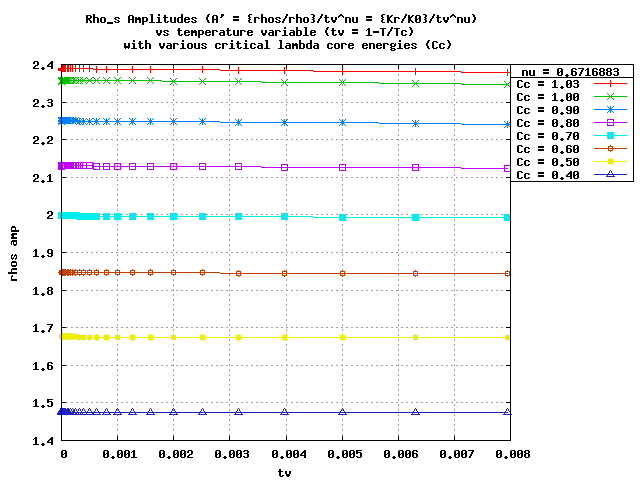 Rho_s Amplitudes (A' = {rhos/rho}/tv^nu = {Kr/K0}/tv^nu)
vs temperature variable (tv = 1-T/Tc)
with various critical lambda core energies (Cc)
nu = 0.6716883
Cc = 1.03
Cc = 1.00
Cc = 0.90
Cc = 0.80
Cc = 0.70
Cc = 0.60
Cc = 0.50
Cc = 0.40
rhos amp
2.4
2.3
2.2
2.1
2
1.9
1.8
1.7
1.6
1.5
1.4
0 0.001 0.002 0.003 0.004 0.005 0.006 0.007 0.008
tv